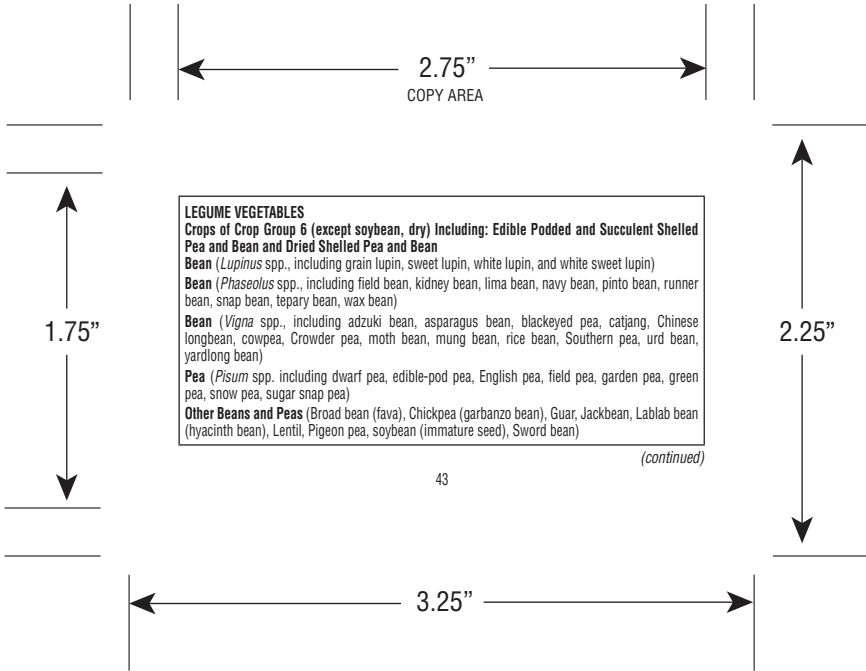 2.75”
COPY AREA
LEGUME VEGETABLES
Crops of Crop Group 6 (except soybean, dry) Including: Edible Podded and Succulent Shelled
Pea and Bean and Dried Shelled Pea and Bean
Bean (Lupinus spp., including grain lupin, sweet lupin, white lupin, and white sweet lupin)
Bean (Phaseolus spp., including field bean, kidney bean, lima bean, navy bean, pinto bean, runner
bean, snap bean, tepary bean, wax bean)
Bean (Vigna spp., including adzuki bean, asparagus bean, blackeyed pea, catjang, Chinese
longbean, cowpea, Crowder pea, moth bean, mung bean, rice bean, Southern pea, urd bean,
yardlong bean)
Pea (Pisum spp. including dwarf pea, edible-pod pea, English pea, field pea, garden pea, green
pea, snow pea, sugar snap pea)
Other Beans and Peas (Broad bean (fava), Chickpea (garbanzo bean), Guar, Jackbean, Lablab bean
(hyacinth bean), Lentil, Pigeon pea, soybean (immature seed), Sword bean)
(continued)
43
1.75”
2.25”
3.25”